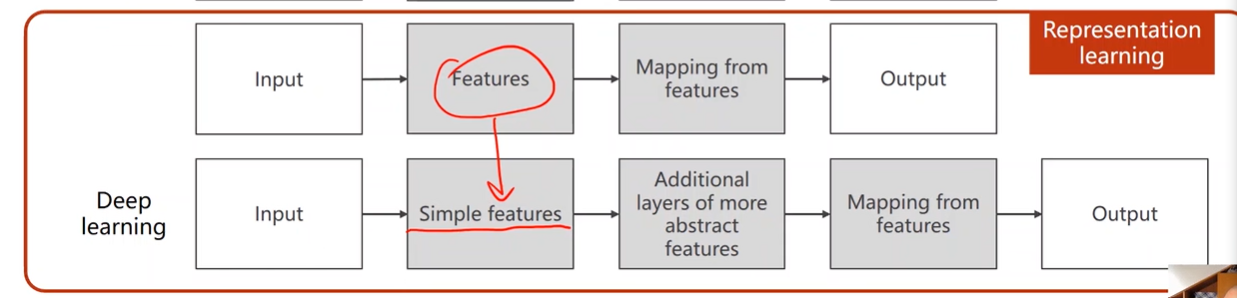 Representation
learning
Input
Features
Mapping from
features
Output
Deep
learning
Input
Simple features
Additional
layers of more
abstract
features
Mapping from
features
Output